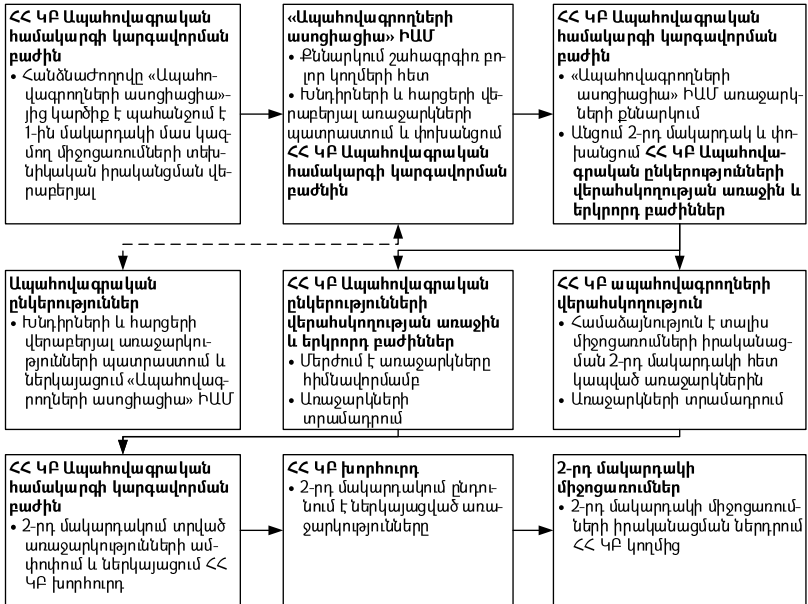 ՀՀ ԿԲ Ապահովագրական
համակարգի կարգավորման
բաժին
• Հանձնաժողովը «Ապահո-
վագրողների ասոցիացիա»-
յից կարծիք է պահանջում է
1-ին մակարդակի մաս կազ-
մող միջոցառումների տեխ-
նիկական իրականցման վե-
րաբերյալ
«Ապահովագրողների
ասոցիացիա» ԻԱՄ
• Քննարկում շահագրգիռ բո-
լոր կողմերի հետ
• Խնդիրների և հարցերի վե-
րաբերյալ առաջարկների
պատրաստում և փոխանցում
ՀՀ ԿԲ Ապահովագրական
համակարգի կարգավորման
բաժնին
ՀՀ ԿԲ Ապահովագրական
համակարգի կարգավորման
բաժին
• «Ապահովագրողների
ասոցիացիա» ԻԱՄ առաջարկ-
ների քննարկում
• Անցում 2-րդ մակարդակ և փո-
խանցում ՀՀ ԿԲ Ապահովա-
գրական ընկերությունների
վերահսկողության առաջին և
երկրորդ բաժիններ
Ապահովագրական
ընկերություններ
• Խնդիրների և հարցերի
վերաբերյալ առաջարկու-
թյունների պատրաստում և
ներկայացում «Ապահովագ-
րողների ասոցիացիա» ԻԱՄ
ՀՀ ԿԲ Ապահովագրական
ընկերությունների
վերահսկողության առաջին
և երկրորդ բաժիններ
• Մերժում է առաջարկները
հիմնավորմամբ
• Առաջարկների
տրամադրում
ՀՀ ԿԲ ապահովագրողների
վերահսկողություն
• Համաձայնություն է տալիս
միջոցառումների իրականաց-
ման 2-րդ մակարդակի հետ
կապված առաջարկներին
• Առաջարկների տրամադրում
ՀՀ ԿԲ Ապահովագրական
համակարգի կարգավորման
բաժին
• 2-րդ մակարդակում տրված
առաջարկությունների ամ-
փոփում և ներկայացում ՀՀ
ԿԲ խորհուրդ
ՀՀ ԿԲ խորհուրդ
• 2-րդ մակարդակում ընդու-
նում է ներկայացված առա-
ջարկությունները
2-րդ մակարդակի
միջոցառումներ
• 2-րդ մակարդակի միջոցառում-
ների իրականացման ներդրում
ՀՀ ԿԲ կողմից